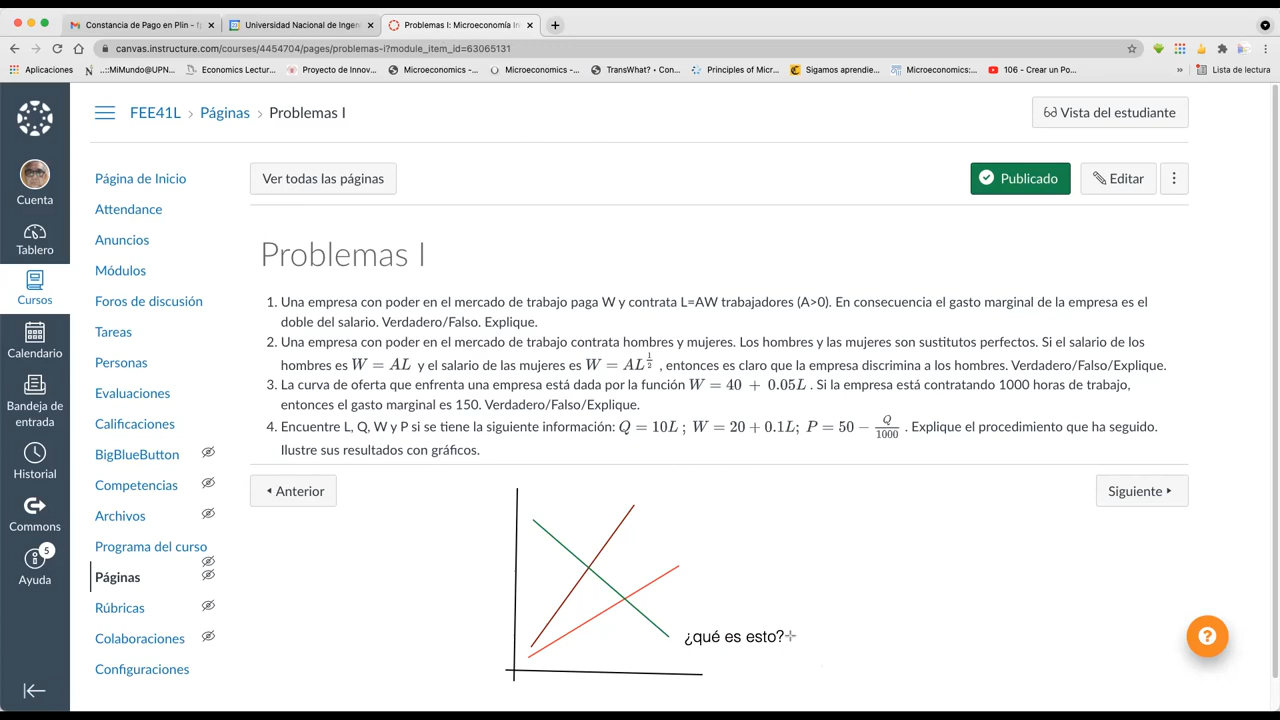 Constancia de Pago en Plin - f
Universidad Nacional de Ingen
Problemas I: Microeconomía In
canvas.instructure.com/courses/4454704/pages/problemas-i?module_item_id=63065131
Aplicaciones
.::MiMundo@UPN...
Economics Lectur...
Proyecto de Innov...
Microeconomics -...
Microeconomics -...
TransWhat? • Con...
Principles of Micr...
Sigamos aprendie...
Microeconomics:...
106 - Crear un Po...
»
Lista de lectura
FEE41L > Páginas > Problemas I
Vista del estudiante
Cuenta
Tablero
Cursos
Calendario
Bandeja de
entrada
Historial
Commons
5
Ayuda
Página de Inicio
Attendance
Anuncios
Módulos
Foros de discusión
Tareas
Personas
Evaluaciones
Calificaciones
BigBlueButton
Competencias
Archivos
Programa del curso
Páginas
Rúbricas
Colaboraciones
Configuraciones
Ver todas las páginas
Publicado
Editar
Problemas I
1. Una empresa con poder en el mercado de trabajo paga W y contrata L=AW trabajadores (A>0). En consecuencia el gasto marginal de la empresa es el
doble del salario. Verdadero/Falso. Explique.
2. Una empresa con poder en el mercado de trabajo contrata hombres y mujeres. Los hombres y las mujeres son sustitutos perfectos. Si el salario de los
hombres es W = AL y el salario de las mujeres es W = AL^{1/2} , entonces es claro que la empresa discrimina a los hombres. Verdadero/Falso/Explique.
3. La curva de oferta que enfrenta una empresa está dada por la función W = 40 + 0.05L . Si la empresa está contratando 1000 horas de trabajo,
entonces el gasto marginal es 150. Verdadero/Falso/Explique.
4. Encuentre L, Q, W y P si se tiene la siguiente información: Q = 10L ; W = 20 + 0.1L; P = 50 − Q/1000 . Explique el procedimiento que ha seguido.
Ilustre sus resultados con gráficos.
Anterior
Siguiente
¿qué es esto?